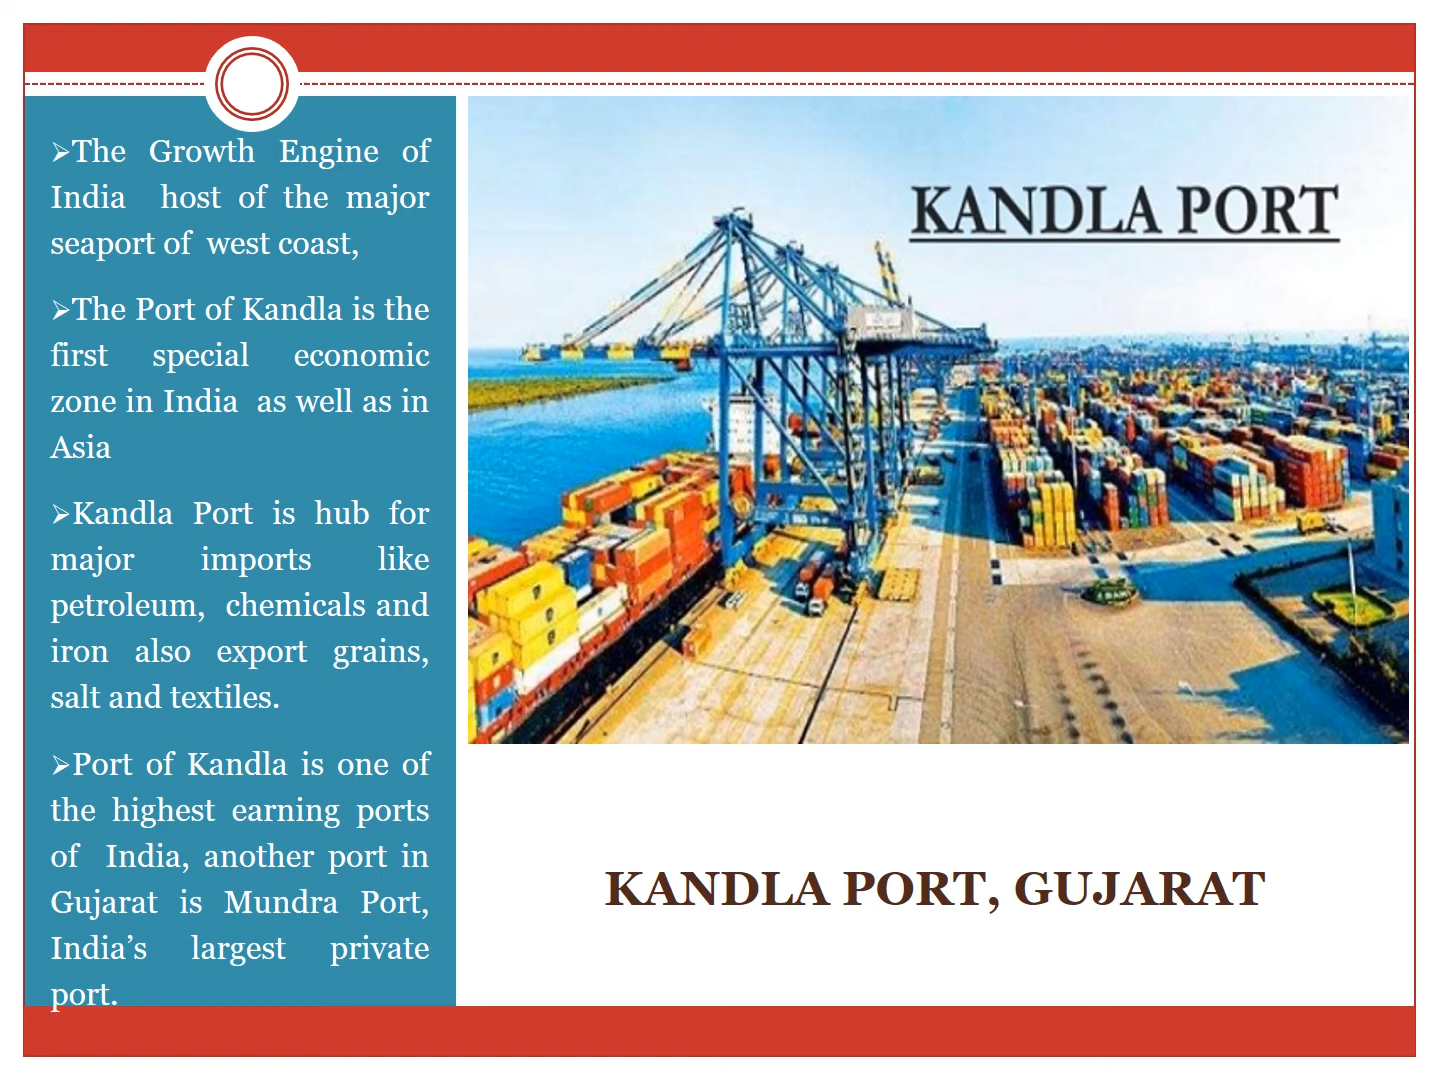 ➢The Growth Engine of
India host of the major
seaport of west coast,
➢The Port of Kandla is the
first special economic
zone in India as well as in
Asia
➢Kandla Port is hub for
major imports like
petroleum, chemicals and
iron also export grains,
salt and textiles.
➢Port of Kandla is one of
the highest earning ports
of India, another port in
Gujarat is Mundra Port,
India’s largest private
port.
KANDLA PORT
KANDLA PORT, GUJARAT